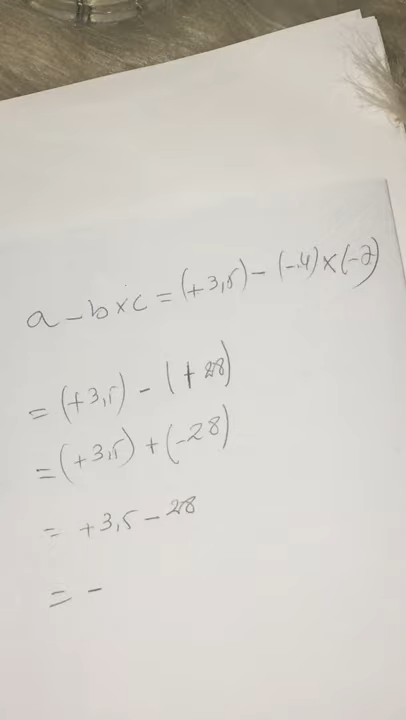 a - b × c = (+3,5) - (-4) × (-7)
= (+3,5) - (+28)
= (+3,5) + (-28)
= +3,5 - 28
= -